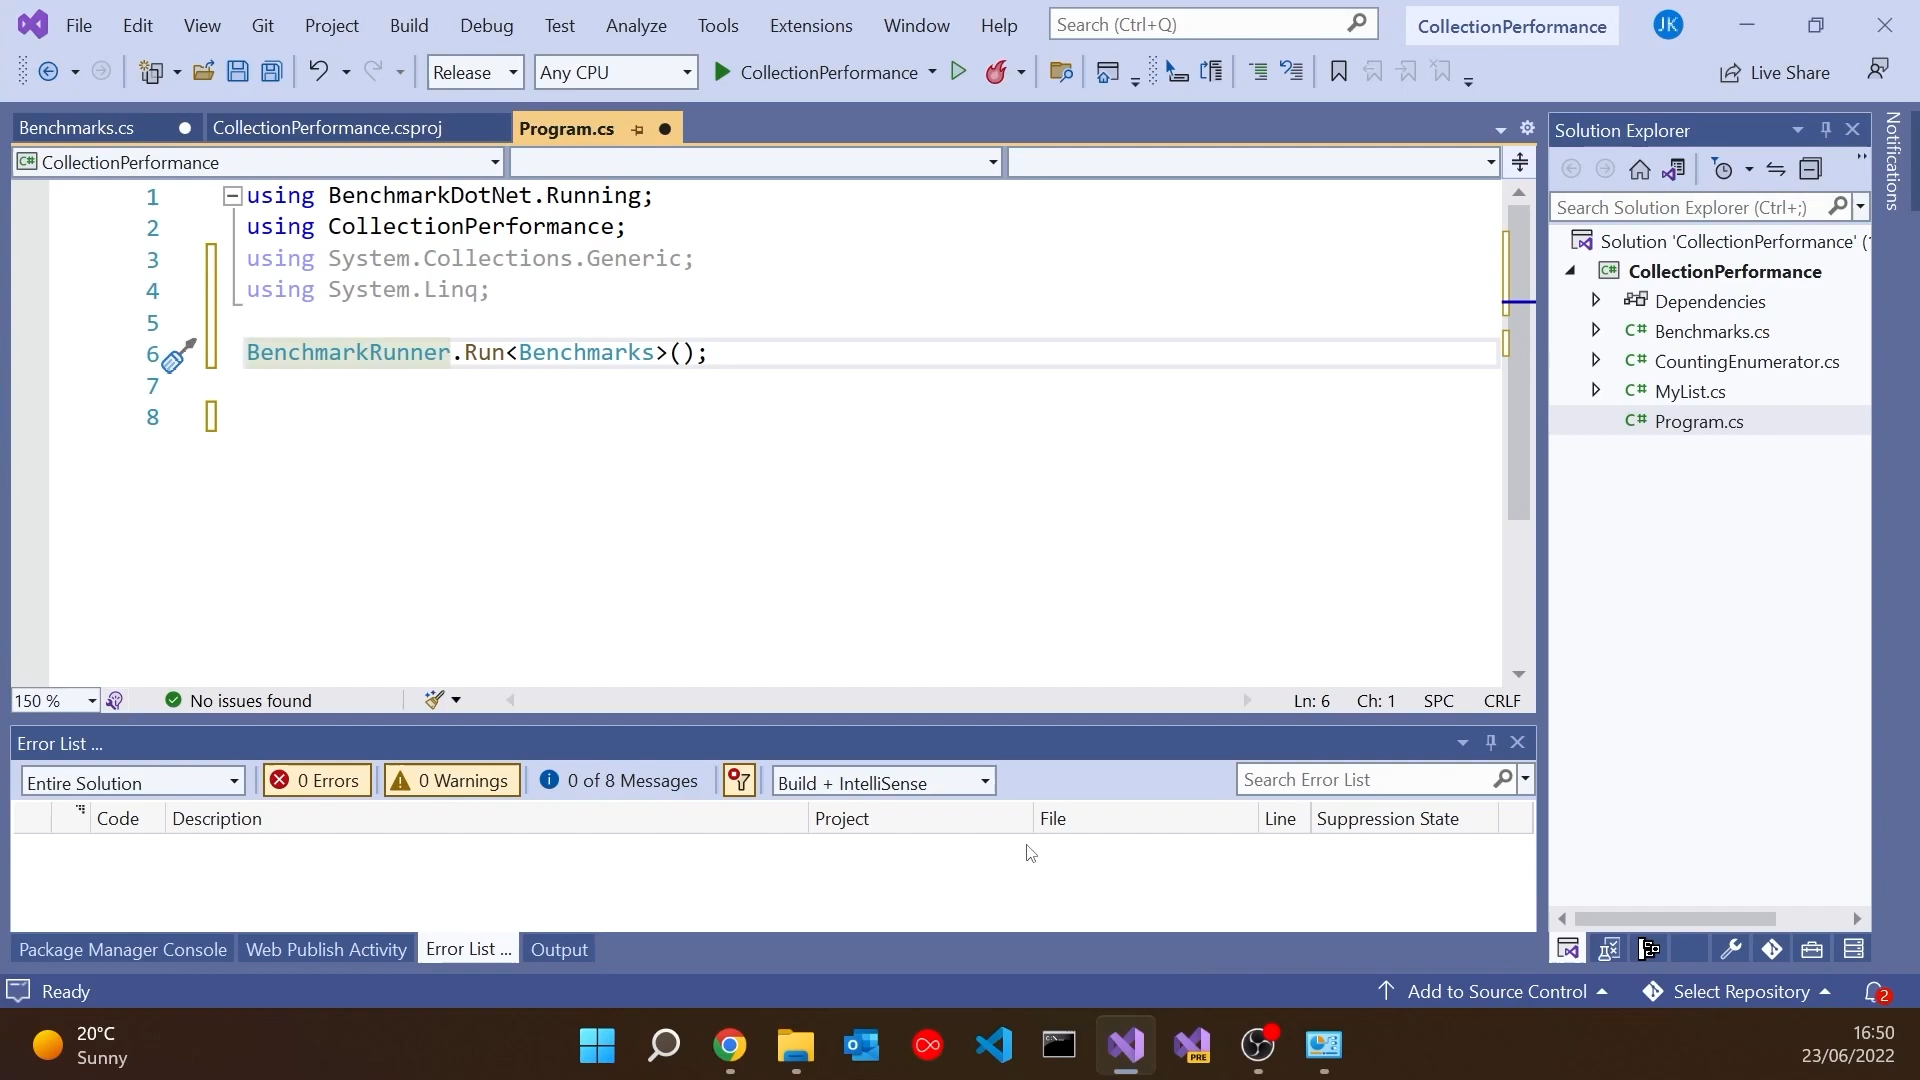 File Edit View Git Project Build Debug Test Analyze Tools Extensions Window Help Search (Ctrl+Q) CollectionPerformance JK
Release Any CPU CollectionPerformance Live Share
Benchmarks.cs CollectionPerformance.csproj Program.cs
C# CollectionPerformance
1 using BenchmarkDotNet.Running;
2 using CollectionPerformance;
3 using System.Collections.Generic;
4 using System.Linq;
5
6 BenchmarkRunner.Run<Benchmarks>();
7
8
150 % No issues found Ln: 6 Ch: 1 SPC CRLF
Error List ...
Entire Solution 0 Errors 0 Warnings 0 of 8 Messages Build + IntelliSense Search Error List
Code Description Project File Line Suppression State
Package Manager Console Web Publish Activity Error List ... Output
Solution Explorer
Search Solution Explorer (Ctrl+;)
Solution 'CollectionPerformance' (
C# CollectionPerformance
Dependencies
C# Benchmarks.cs
C# CountingEnumerator.cs
C# MyList.cs
C# Program.cs
Notifications
Ready Add to Source Control Select Repository 2
20°C
Sunny
PRE
16:50
23/06/2022